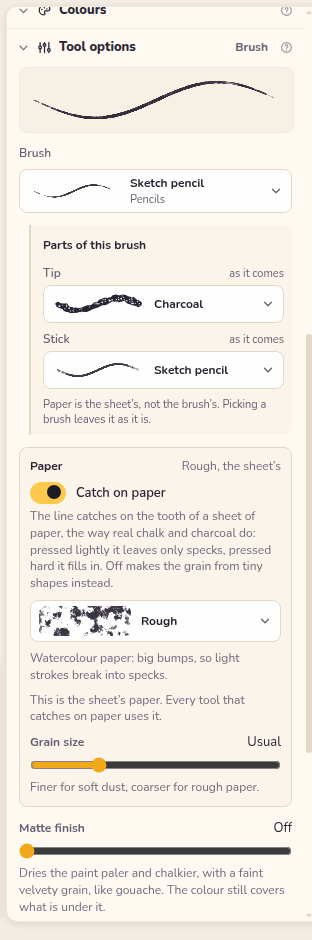 Colours
Tool options
Brush
Brush
Sketch pencil
Pencils
Parts of this brush
Tip
as it comes
Charcoal
Stick
as it comes
Sketch pencil
Paper is the sheet's, not the brush's. Picking a
brush leaves it as it is.
Paper
Rough, the sheet's
Catch on paper
The line catches on the tooth of a sheet of
paper, the way real chalk and charcoal do:
pressed lightly it leaves only specks, pressed
hard it fills in. Off makes the grain from tiny
shapes instead.
Rough
Watercolour paper: big bumps, so light
strokes break into specks.
This is the sheet's paper. Every tool that
catches on paper uses it.
Grain size
Usual
Finer for soft dust, coarser for rough paper.
Matte finish
Off
Dries the paint paler and chalkier, with a faint
velvety grain, like gouache. The colour still covers
what is under it.